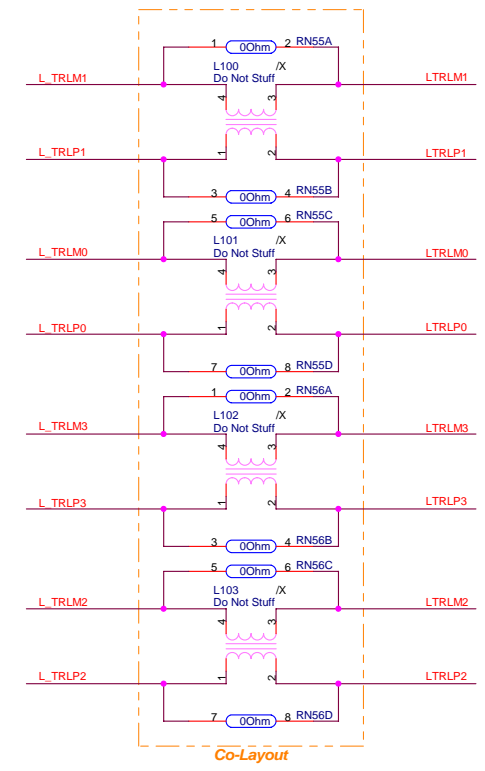 1 0Ohm 2 RN55A
L100 /X
Do Not Stuff
L_TRLM1 LTRLM1
4 3
1 2
L_TRLP1 LTRLP1
3 0Ohm 4 RN55B
5 0Ohm 6 RN55C
L101 /X
Do Not Stuff
L_TRLM0 LTRLM0
4 3
1 2
L_TRLP0 LTRLP0
7 0Ohm 8 RN55D
1 0Ohm 2 RN56A
L102 /X
Do Not Stuff
L_TRLM3 LTRLM3
4 3
1 2
L_TRLP3 LTRLP3
3 0Ohm 4 RN56B
5 0Ohm 6 RN56C
L103 /X
Do Not Stuff
L_TRLM2 LTRLM2
4 3
1 2
L_TRLP2 LTRLP2
7 0Ohm 8 RN56D
Co-Layout